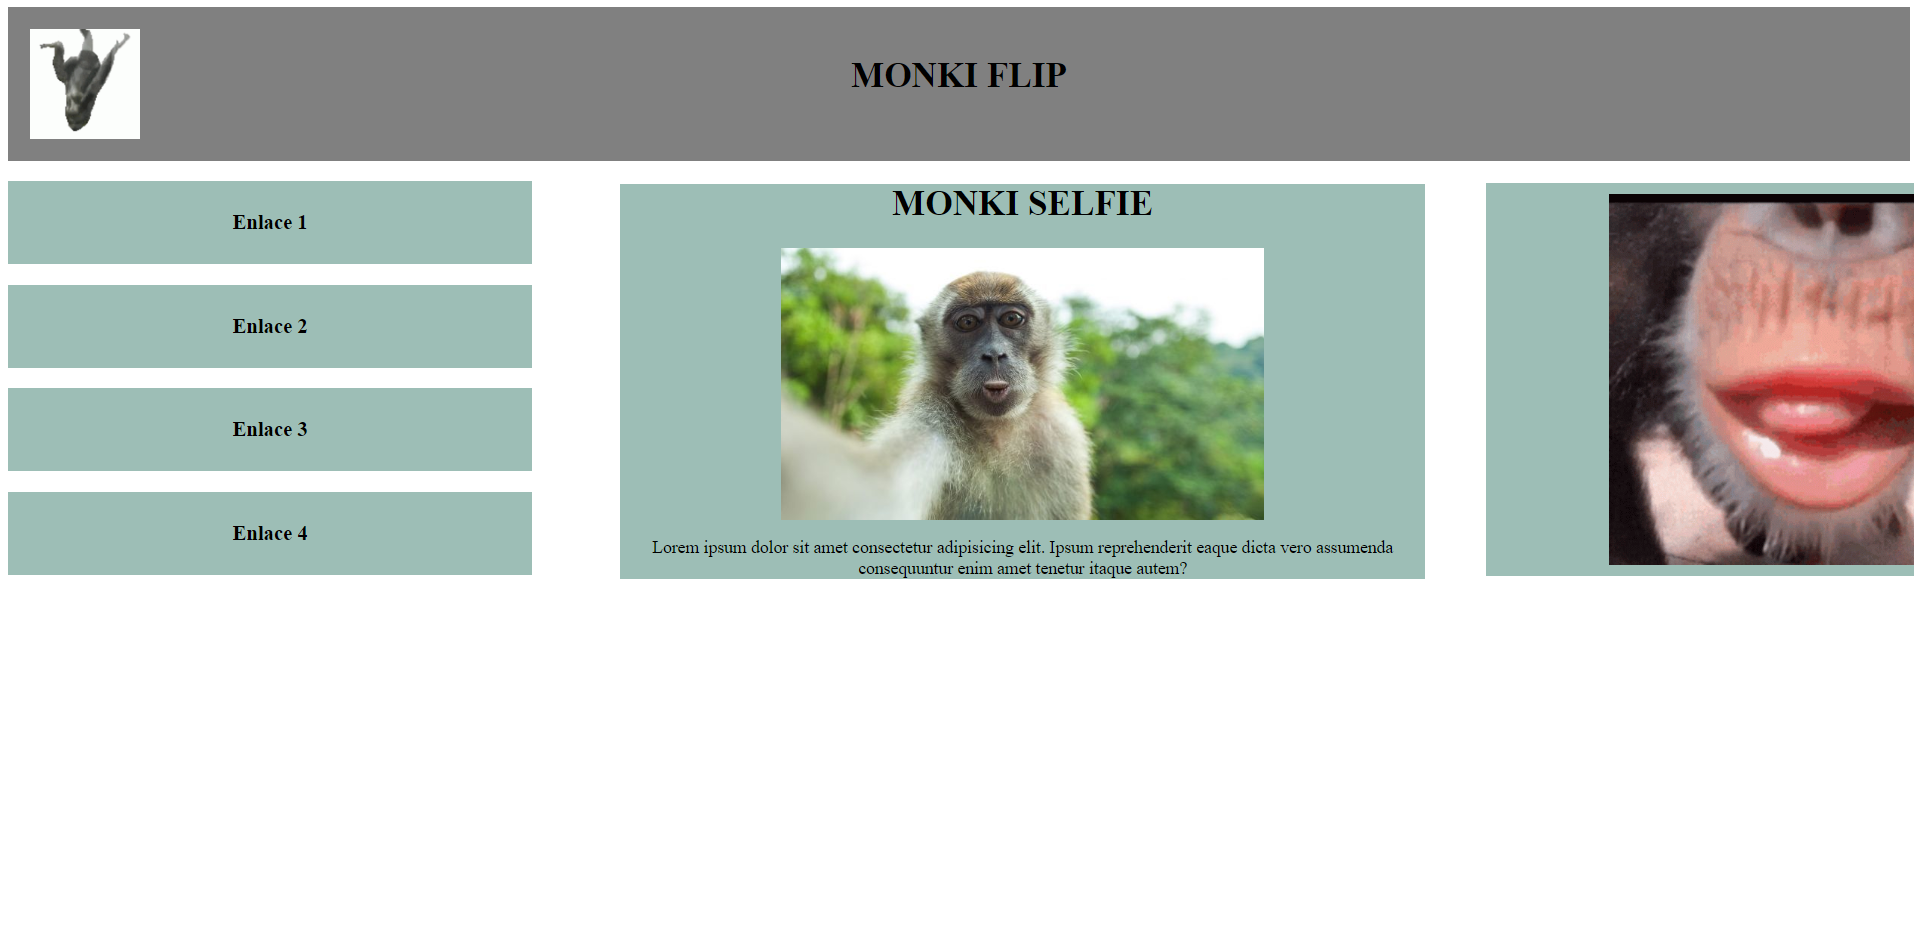 MONKI FLIP
Enlace 1
Enlace 2
Enlace 3
Enlace 4
MONKI SELFIE
Lorem ipsum dolor sit amet consectetur adipisicing elit. Ipsum reprehenderit eaque dicta vero assumenda
consequuntur enim amet tenetur itaque autem?